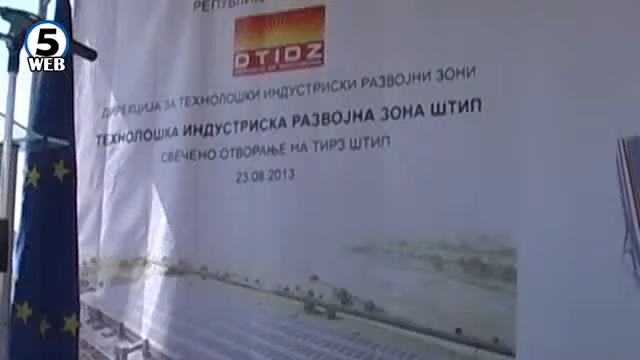 5
WEB
РЕПУБЛИК
DTIDZ
ДИРЕКЦИЈА ЗА ТЕХНОЛОШКИ ИНДУСТРИСКИ РАЗВОЈНИ ЗОНИ
ТЕХНОЛОШКА ИНДУСТРИСКА РАЗВОЈНА ЗОНА ШТИП
СВЕЧЕНО ОТВОРАЊЕ НА ТИРЗ ШТИП
23.08.2013